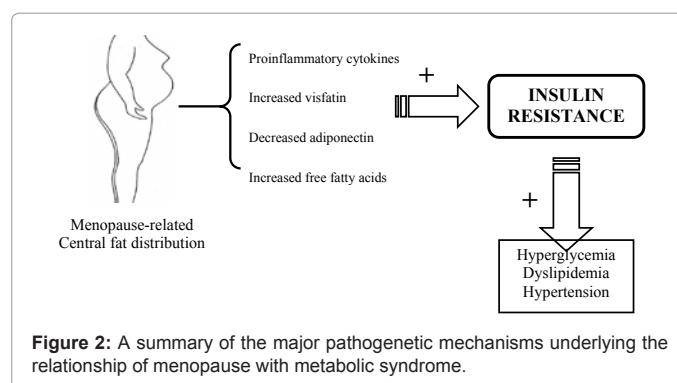 Proinflammatory cytokines
Increased visfatin
Decreased adiponectin
Increased free fatty acids
Menopause-related
Central fat distribution
+
INSULIN
RESISTANCE
+
Hyperglycemia
Dyslipidemia
Hypertension
Figure 2: A summary of the major pathogenetic mechanisms underlying the
relationship of menopause with metabolic syndrome.